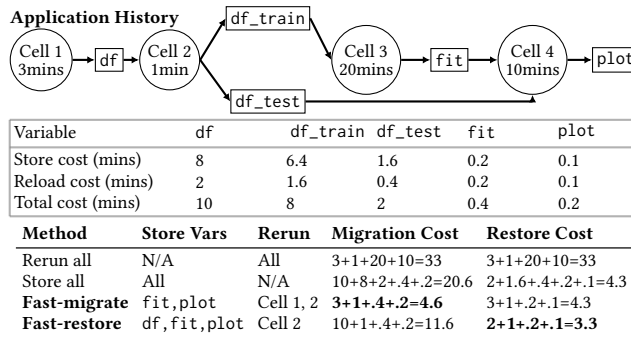 Application History
df_train
Cell 1
3mins
df
Cell 2
1min
Cell 3
20mins
fit
Cell 4
10mins
plot
df_test
Variable df df_train df_test fit plot
Store cost (mins) 8 6.4 1.6 0.2 0.1
Reload cost (mins) 2 1.6 0.4 0.2 0.1
Total cost (mins) 10 8 2 0.4 0.2
Method Store Vars Rerun Migration Cost Restore Cost
Rerun all N/A All 3+1+20+10=33 3+1+20+10=33
Store all All N/A 10+8+2+.4+.2=20.6 2+1.6+.4+.2+.1=4.3
Fast-migrate fit,plot Cell 1, 2 3+1+.4+.2=4.6 3+1+.2+.1=4.3
Fast-restore df,fit,plot Cell 2 10+1+.4+.2=11.6 2+1+.2+.1=3.3